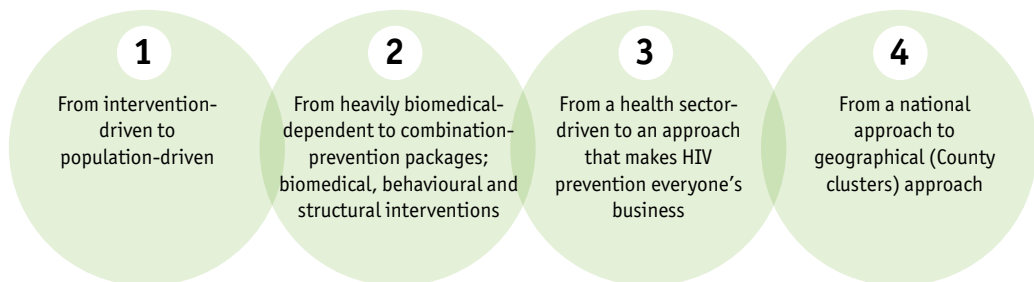 1
From intervention-
driven to
population-driven
2
From heavily biomedical-
dependent to combination-
prevention packages;
biomedical, behavioural and
structural interventions
3
From a health sector-
driven to an approach
that makes HIV
prevention everyone’s
business
4
From a national
approach to
geographical (County
clusters) approach